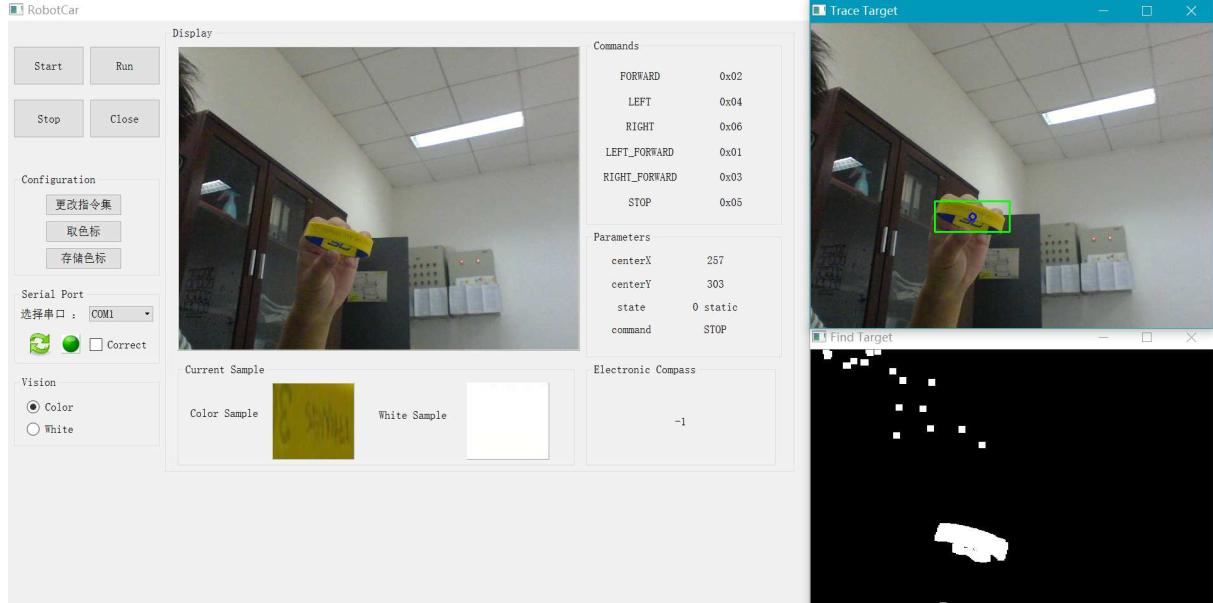 RobotCar
Start
Run
Stop
Close
Configuration
更改指令集
取色标
存储色标
Serial Port
选择串口 : COM1
Correct
Vision
Color
White
Display
Commands
FORWARD 0x02
LEFT 0x04
RIGHT 0x06
LEFT_FORWARD 0x01
RIGHT_FORWARD 0x03
STOP 0x05
Parameters
centerX 257
centerY 303
state 0 static
command STOP
Current Sample
Color Sample
White Sample
Electronic Compass
-1
Trace Target
Find Target